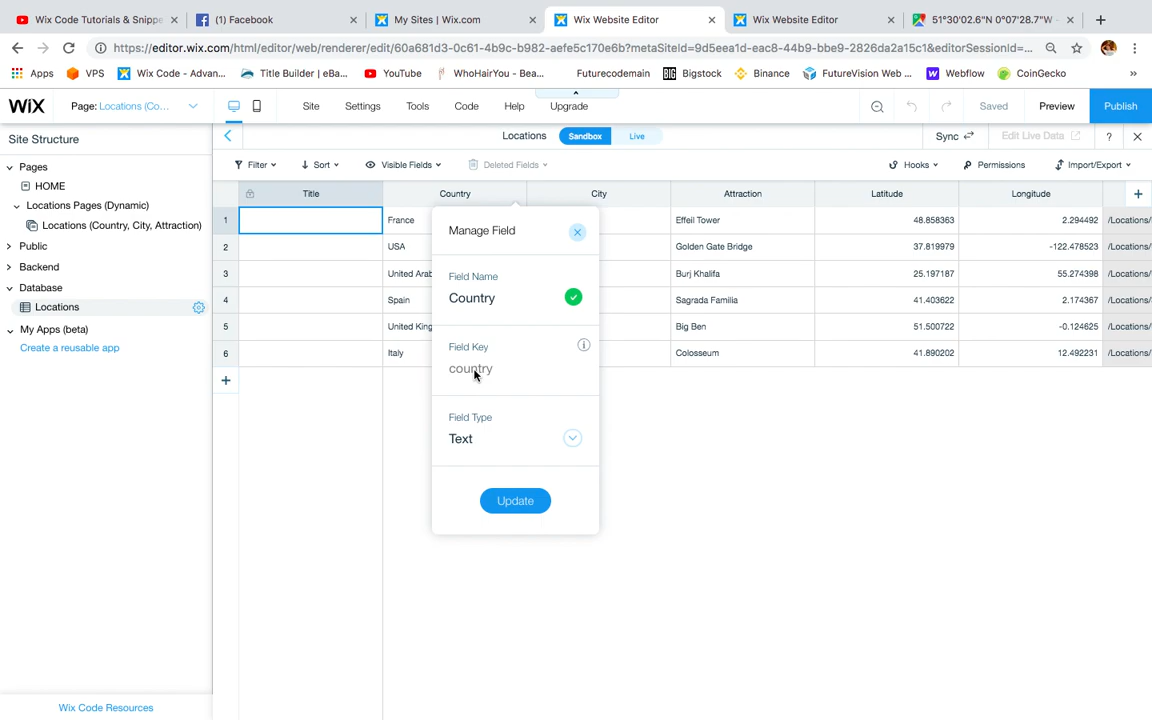 Wix Code Tutorials & Snippe
(1) Facebook
My Sites | Wix.com
Wix Website Editor
Wix Website Editor
51°30'02.6"N 0°07'28.7"W -
https://editor.wix.com/html/editor/web/renderer/edit/60a681d3-0c61-4b9c-b982-aefe5c170e6b?metaSiteId=9d5eea1d-eac8-44b9-bbe9-2826da2a15c1&editorSessionId=...
Apps
VPS
Wix Code - Advan...
Title Builder | eBa...
YouTube
WhoHairYou - Bea...
Futurecodemain
Bigstock
Binance
FutureVision Web ...
Webflow
CoinGecko
»
WiX
Page: Locations (Co...
Site
Settings
Tools
Code
Help
Upgrade
Saved
Preview
Publish
Site Structure
Locations
Sandbox
Live
Sync
Edit Live Data
?
Filter
Sort
Visible Fields
Deleted Fields
Hooks
Permissions
Import/Export
Pages
HOME
Locations Pages (Dynamic)
Locations (Country, City, Attraction)
Public
Backend
Database
Locations
My Apps (beta)
Create a reusable app
Wix Code Resources
Title Country City Attraction Latitude Longitude
1 France Effeil Tower 48.858363 2.294492 /Locations/
2 USA Golden Gate Bridge 37.819979 -122.478523 /Locations/
3 United Arab Burj Khalifa 25.197187 55.274398 /Locations/
4 Spain Sagrada Familia 41.403622 2.174367 /Locations/
5 United King Big Ben 51.500722 -0.124625 /Locations/
6 Italy Colosseum 41.890202 12.492231 /Locations/
Manage Field
Field Name
Country
Field Key
country
Field Type
Text
Update